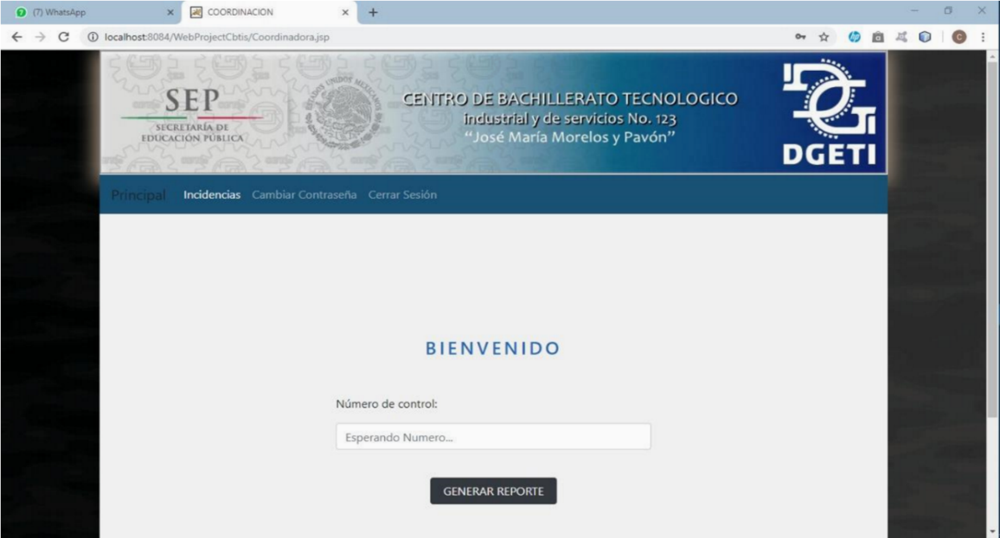 (7) WhatsApp
COORDINACION
localhost:8084/WebProjectCbtis/Coordinadora.jsp
SEP
SECRETARÍA DE
EDUCACIÓN PÚBLICA
CENTRO DE BACHILLERATO TECNOLOGICO
industrial y de servicios No. 123
“José María Morelos y Pavón”
DGETI
Principal Incidencias Cambiar Contraseña Cerrar Sesión
BIENVENIDO
Número de control:
Esperando Numero...
GENERAR REPORTE